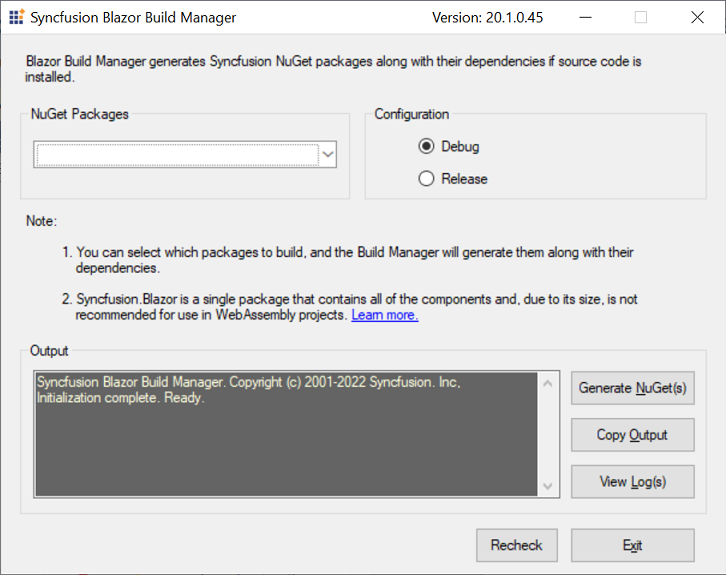 Syncfusion Blazor Build Manager Version: 20.1.0.45
Blazor Build Manager generates Syncfusion NuGet packages along with their dependencies if source code is
installed.
NuGet Packages
Configuration
Debug
Release
Note:
1. You can select which packages to build, and the Build Manager will generate them along with their
dependencies.
2. Syncfusion.Blazor is a single package that contains all of the components and, due to its size, is not
recommended for use in WebAssembly projects. Learn more.
Output
Syncfusion Blazor Build Manager. Copyright (c) 2001-2022 Syncfusion. Inc,
Initialization complete. Ready.
Generate NuGet(s)
Copy Output
View Log(s)
Recheck
Exit